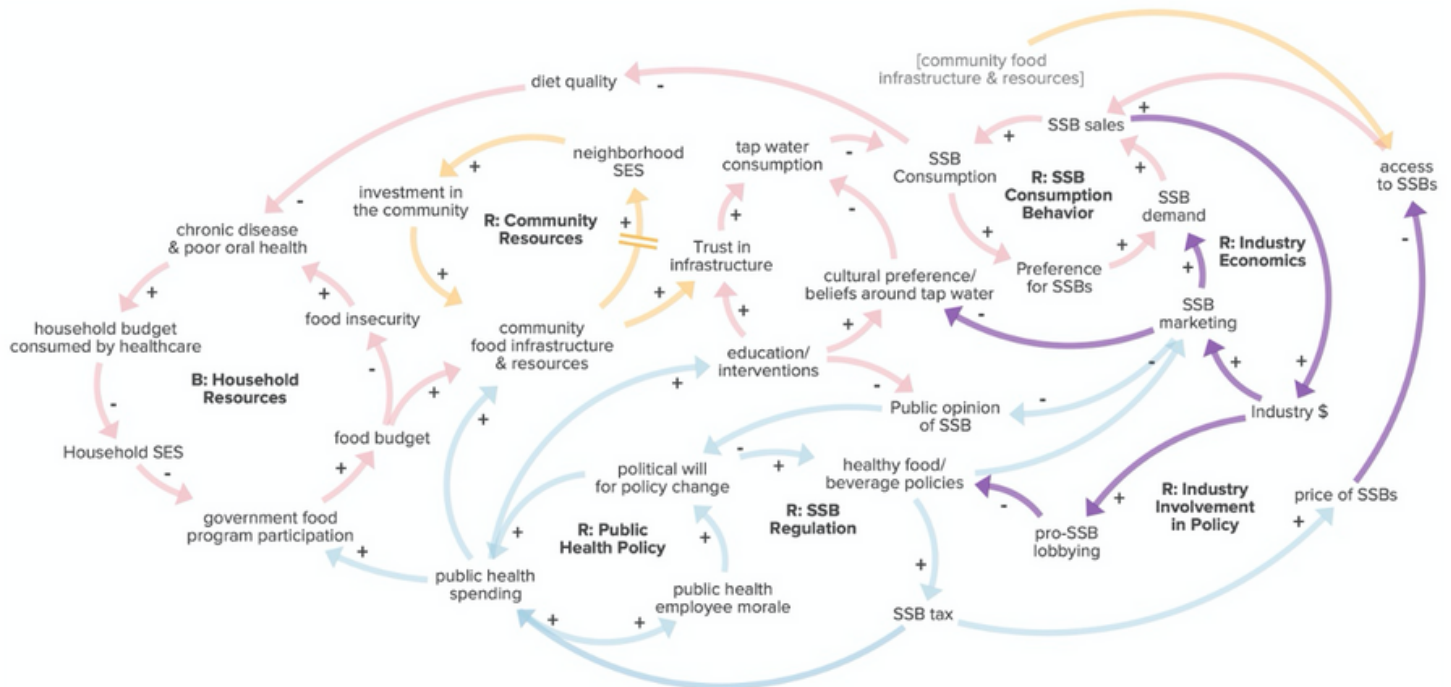 [community food
infrastructure & resources]
diet quality
-
+
SSB sales
+
tap water
consumption
-
neighborhood
SES
+
SSB
Consumption
R: SSB
Consumption
Behavior
+
access
to SSBs
investment in
the community
-
R: Community
Resources
+
+
-
SSB
demand
chronic disease
& poor oral health
Trust in
infrastructure
+
+
R: Industry
Economics
-
+
+
+
+
cultural preference/
beliefs around tap water
Preference
for SSBs
+
household budget
consumed by healthcare
food insecurity
community
food infrastructure
& resources
+
+
-
SSB
marketing
education/
interventions
-
+
+
B: Household
Resources
-
+
+
-
-
-
Public opinion
of SSB
Industry $
Household SES
food budget
+
-
+
+
-
political will
for policy change
healthy food/
beverage policies
R: Industry
Involvement
in Policy
price of SSBs
government food
program participation
+
R: Public
Health Policy
+
R: SSB
Regulation
-
+
+
pro-SSB
lobbying
+
public health
spending
public health
employee morale
+
+
+
SSB tax